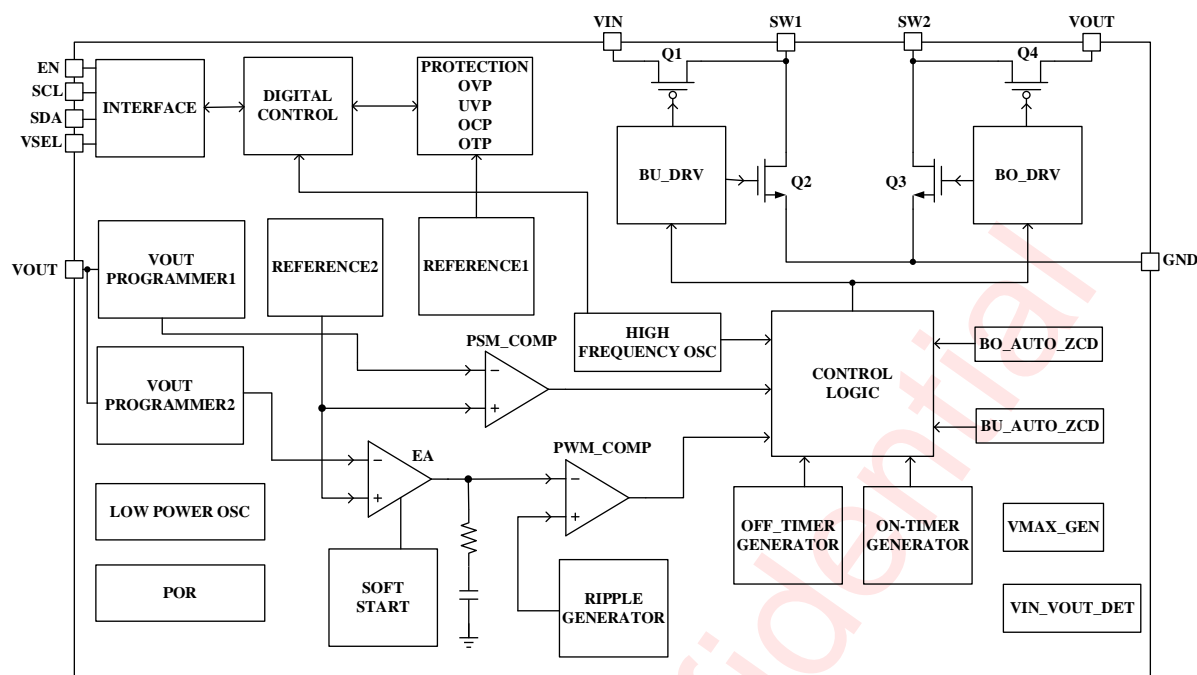 VIN
SW1
SW2
VOUT
Q1
Q4
EN
SCL
SDA
VSEL
INTERFACE
DIGITAL
CONTROL
PROTECTION
OVP
UVP
OCP
OTP
BU_DRV
Q2
Q3
BO_DRV
VOUT
VOUT
PROGRAMMER1
REFERENCE2
REFERENCE1
GND
HIGH
FREQUENCY OSC
PSM_COMP
−
+
CONTROL
LOGIC
BO_AUTO_ZCD
BU_AUTO_ZCD
VOUT
PROGRAMMER2
EA
−
+
PWM_COMP
−
+
LOW POWER OSC
POR
SOFT
START
RIPPLE
GENERATOR
OFF_TIMER
GENERATOR
ON-TIMER
GENERATOR
VMAX_GEN
VIN_VOUT_DET
fidential